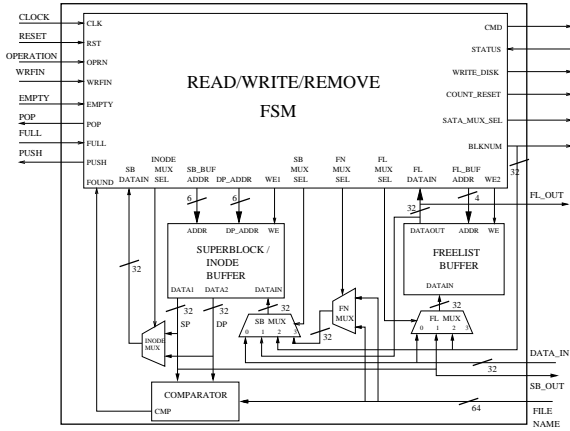 CLOCK
RESET
OPERATION
WRFIN
EMPTY
POP
FULL
PUSH
CLK
RST
OPRN
WRFIN
EMPTY
POP
FULL
PUSH
FOUND
READ/WRITE/REMOVE
FSM
CMD
STATUS
WRITE_DISK
COUNT_RESET
SATA_MUX_SEL
BLKNUM
SB
DATAIN
INODE
MUX
SEL
SB_BUF
ADDR
DP_ADDR
WE1
SB
MUX
SEL
FN
MUX
SEL
FL
MUX
SEL
FL
DATAIN
FL_BUF
ADDR
WE2
32
6
6
32
4
FL_OUT
ADDR
DP_ADDR
WE
SUPERBLOCK /
INODE
BUFFER
DATA1
DATA2
DATAIN
DATAOUT
ADDR
WE
FREELIST
BUFFER
DATAIN
32
32
SP
32
DP
32
32
32
INODE
MUX
SB MUX
0 1 2 3
FN
MUX
FL MUX
0 1 2 3
32
DATA_IN
SB_OUT
COMPARATOR
CMP
64
FILE
NAME